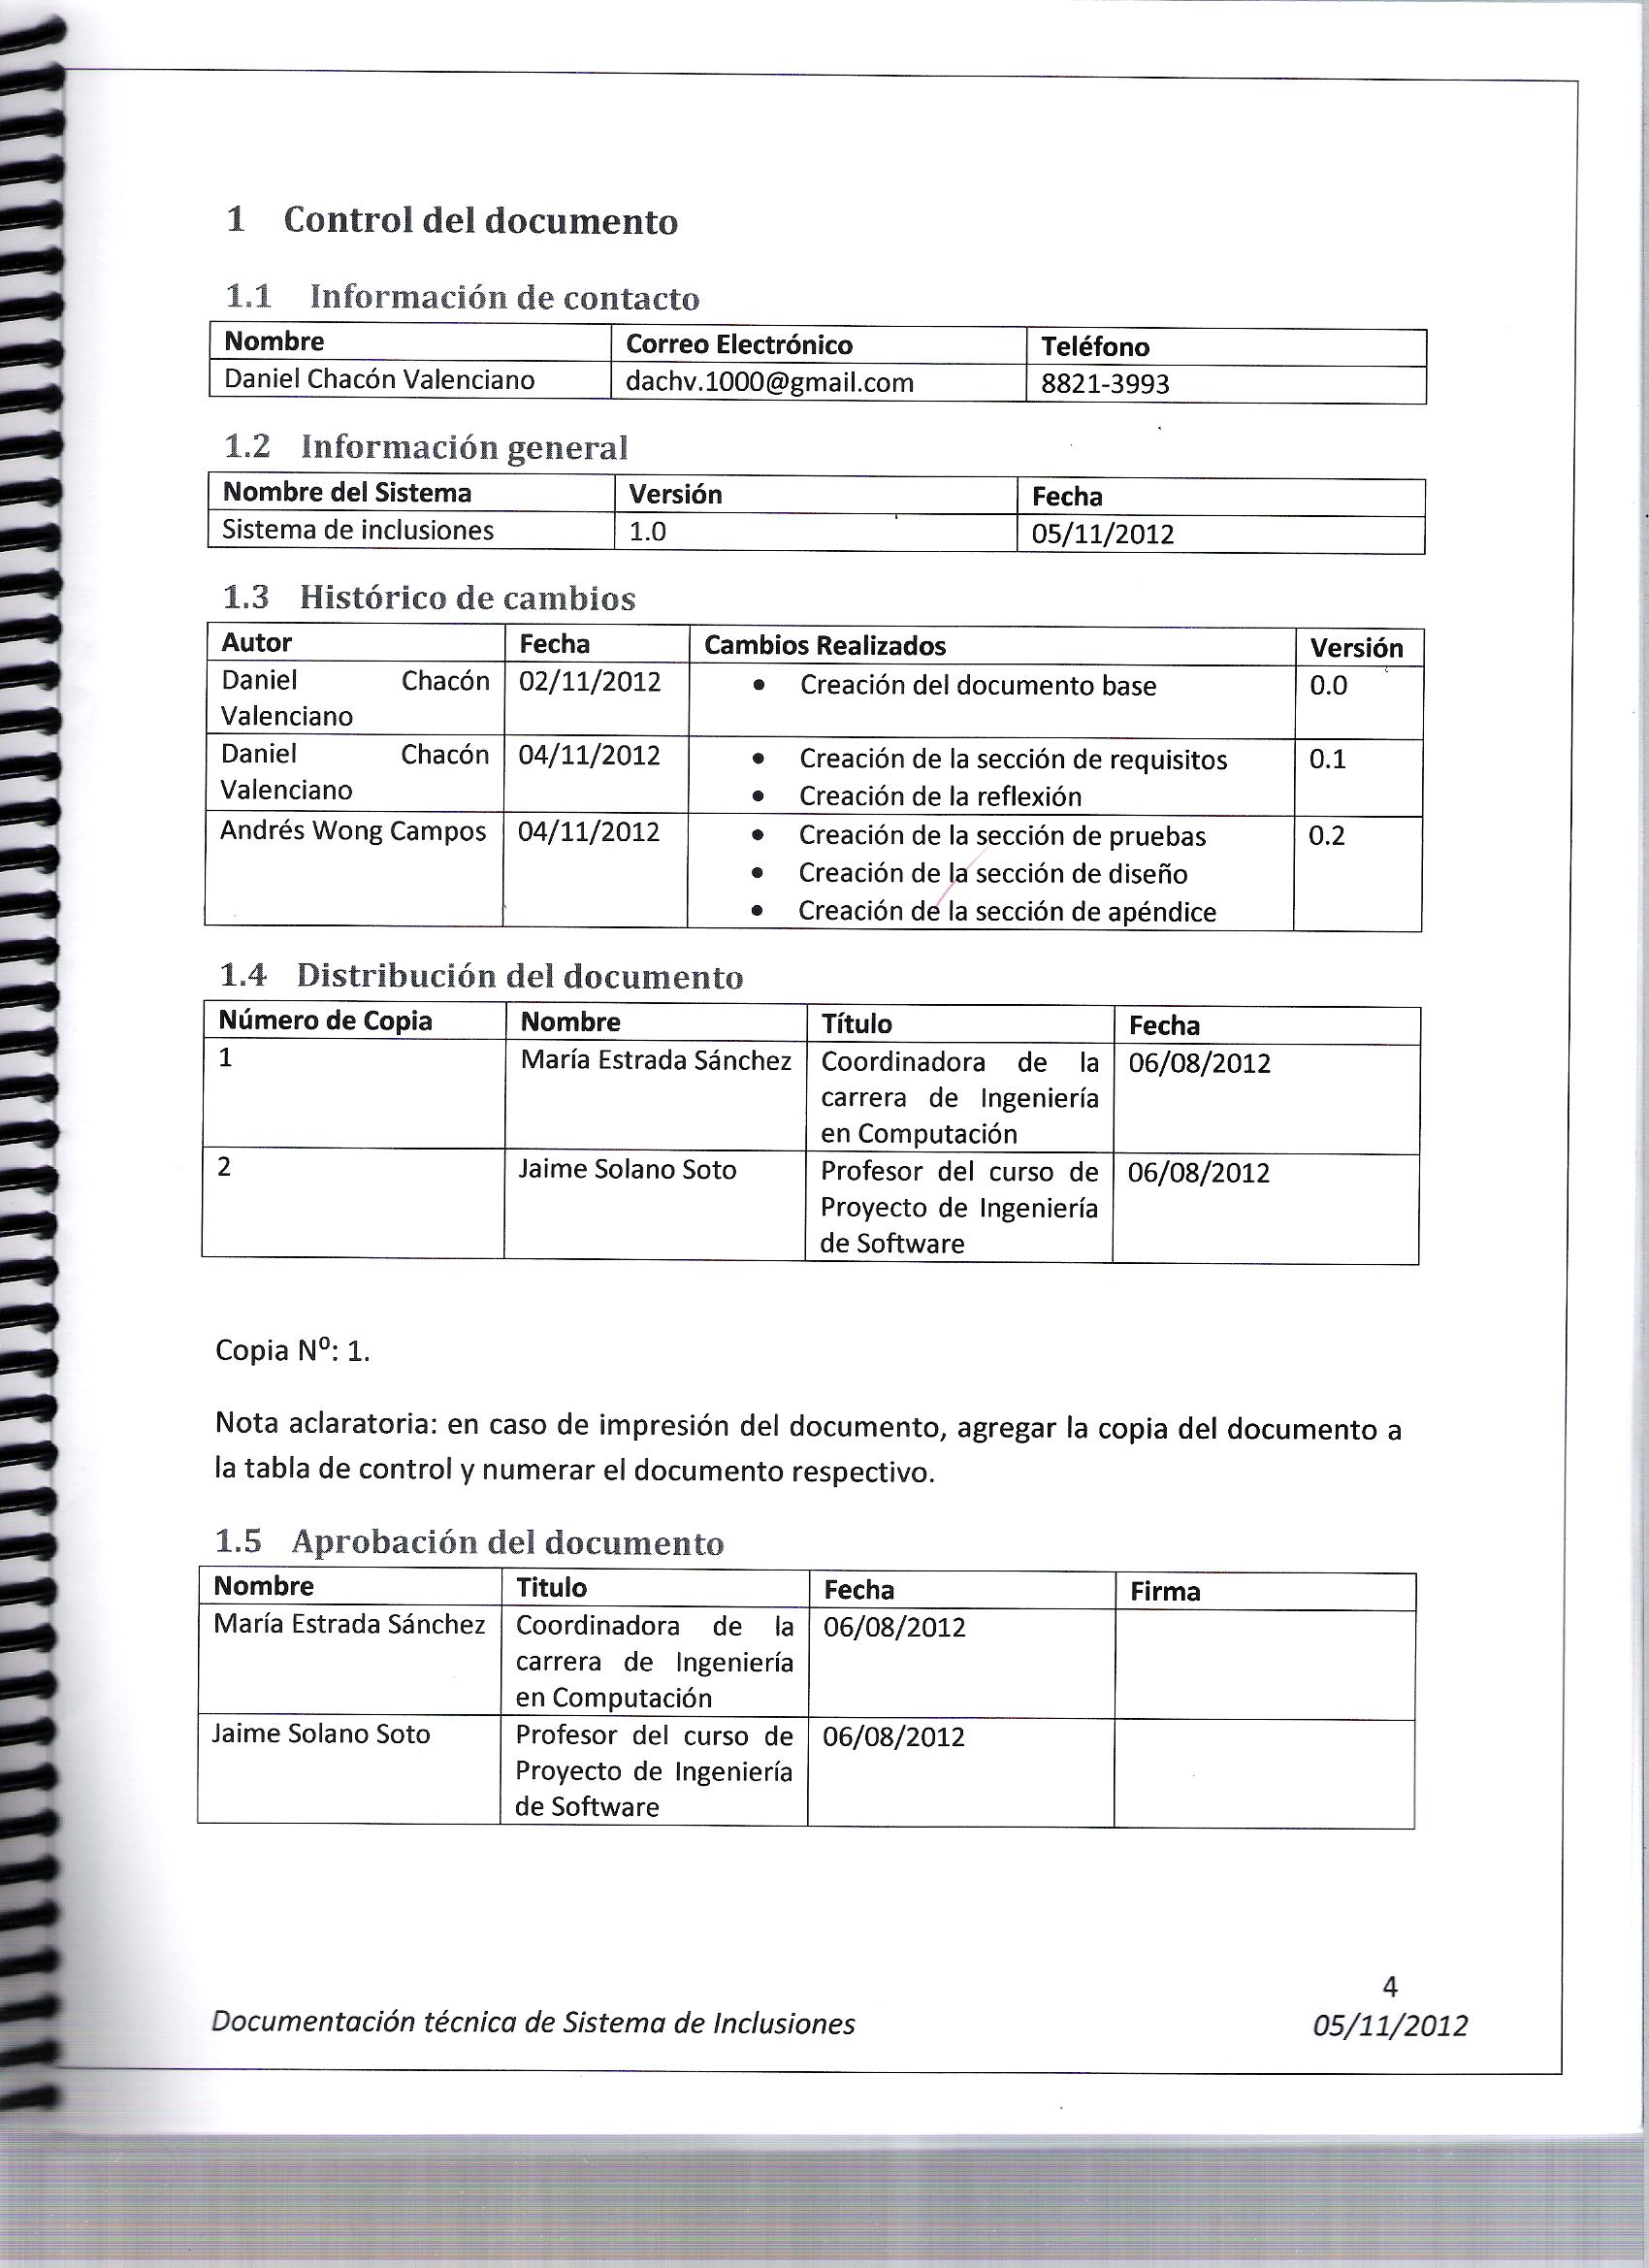 1 Control del documento
1.1 Información de contacto
Nombre Correo Electrónico Teléfono
Daniel Chacón Valenciano dachv.1000@gmail.com 8821-3993
1.2 Información general
Nombre del Sistema Versión Fecha
Sistema de inclusiones 1.0 05/11/2012
1.3 Histórico de cambios
Autor Fecha Cambios Realizados Versión
Daniel Chacón 02/11/2012 • Creación del documento base 0.0
Valenciano
Daniel Chacón 04/11/2012 • Creación de la sección de requisitos 0.1
Valenciano • Creación de la reflexión
Andrés Wong Campos 04/11/2012 • Creación de la sección de pruebas 0.2
• Creación de la sección de diseño
• Creación de la sección de apéndice
1.4 Distribución del documento
Número de Copia Nombre Título Fecha
1 María Estrada Sánchez Coordinadora de la 06/08/2012
carrera de Ingeniería
en Computación
2 Jaime Solano Soto Profesor del curso de 06/08/2012
Proyecto de Ingeniería
de Software
Copia Nº: 1.
Nota aclaratoria: en caso de impresión del documento, agregar la copia del documento a
la tabla de control y numerar el documento respectivo.
1.5 Aprobación del documento
Nombre Titulo Fecha Firma
María Estrada Sánchez Coordinadora de la 06/08/2012
carrera de Ingeniería
en Computación
Jaime Solano Soto Profesor del curso de 06/08/2012
Proyecto de Ingeniería
de Software
4
Documentación técnica de Sistema de Inclusiones 05/11/2012